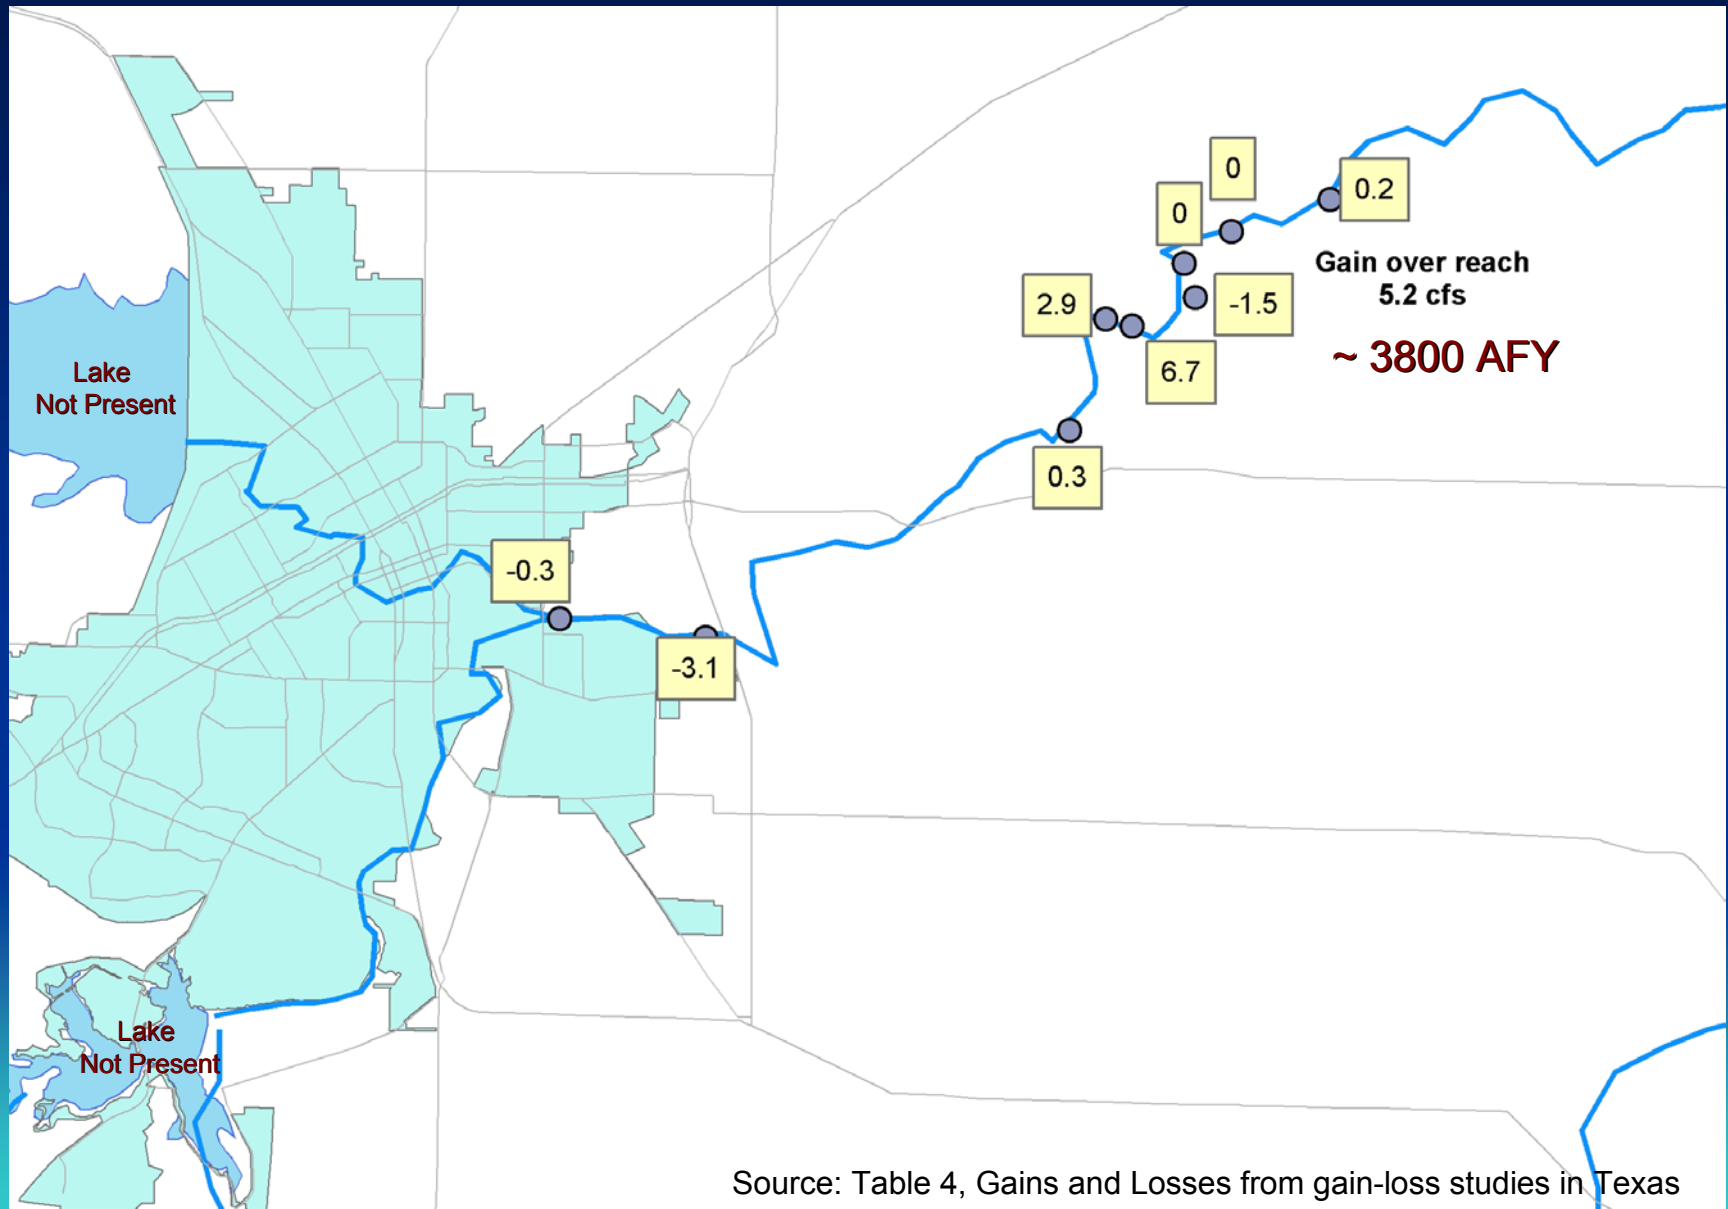 0
0
0.2
Gain over reach
5.2 cfs
2.9
-1.5
~ 3800 AFY
6.7
Lake
Not Present
0.3
-0.3
-3.1
Lake
Not Present
Source: Table 4, Gains and Losses from gain-loss studies in Texas